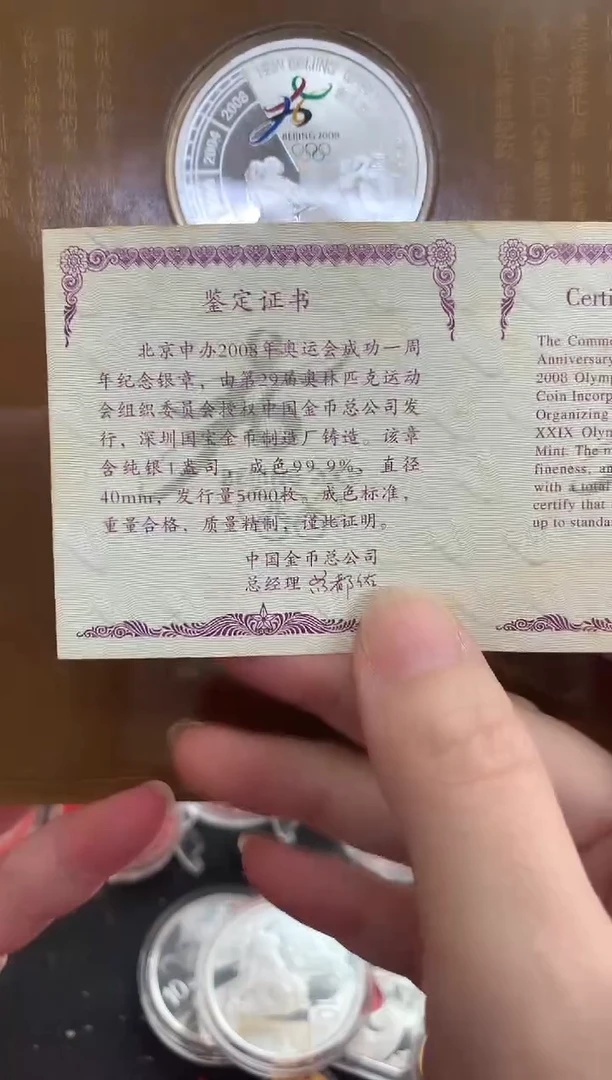 2008
2004
BEIJING 2008
鉴定证书
北京申办2008年奥运会成功一周
年纪念银章，由第29届奥林匹克运动
会组织委员会授权中国金币总公司发
行，深圳国宝金币制造厂铸造。该章
含纯银1盎司，成色99.9%，直径
40mm，发行量5000枚。成色标准，
重量合格，质量精制，谨此证明。
中国金币总公司
总经理
Certi
The Comme
Anniversary
2008 Olym
Coin Incorp
Organizing
XXIX Olym
Mint. The m
fineness, an
with a total
certify that
up to standa
10